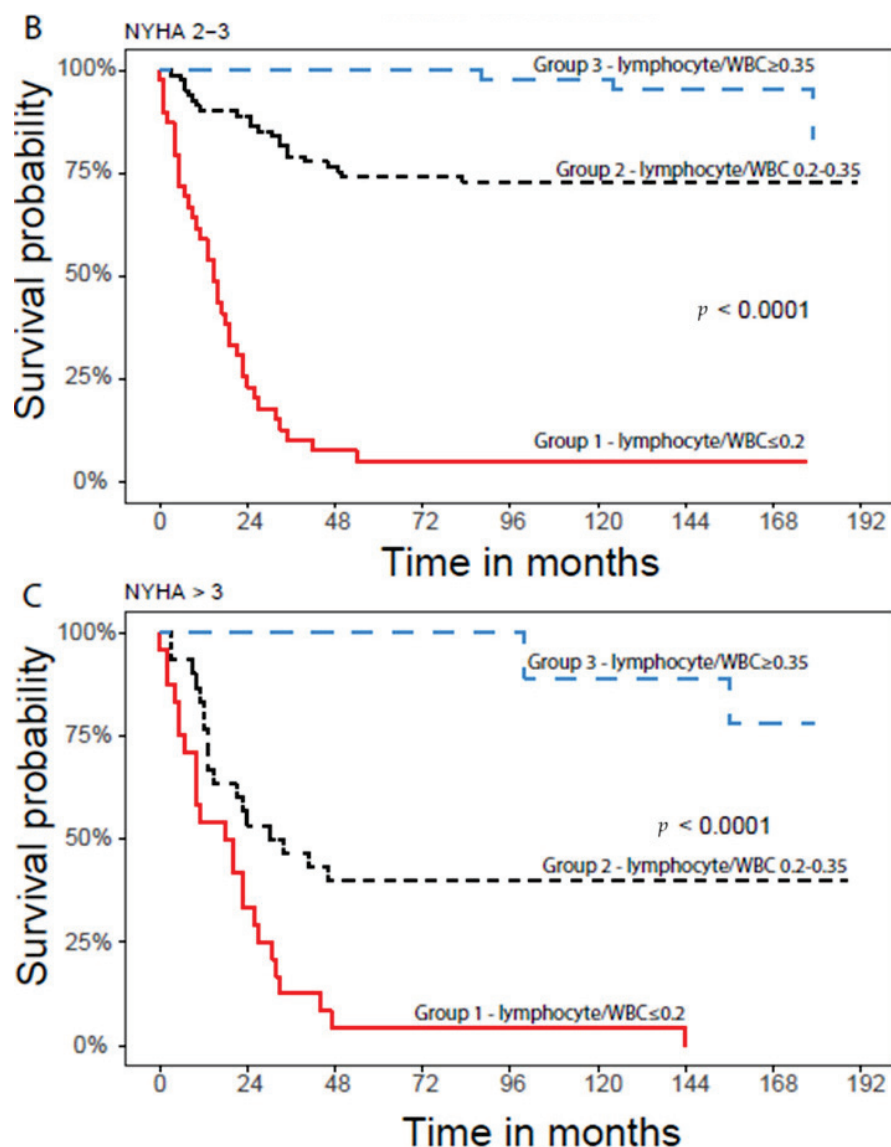 B
NYHA 2–3
Survival probability
100%
75%
50%
25%
0%
Group 3 - lymphocyte/WBC≥0.35
Group 2 - lymphocyte/WBC 0.2-0.35
p < 0.0001
Group 1 - lymphocyte/WBC≤0.2
0 24 48 72 96 120 144 168 192
Time in months
C
NYHA > 3
Survival probability
100%
75%
50%
25%
0%
Group 3 - lymphocyte/WBC≥0.35
p < 0.0001
Group 2 - lymphocyte/WBC 0.2-0.35
Group 1 - lymphocyte/WBC≤0.2
0 24 48 72 96 120 144 168 192
Time in months